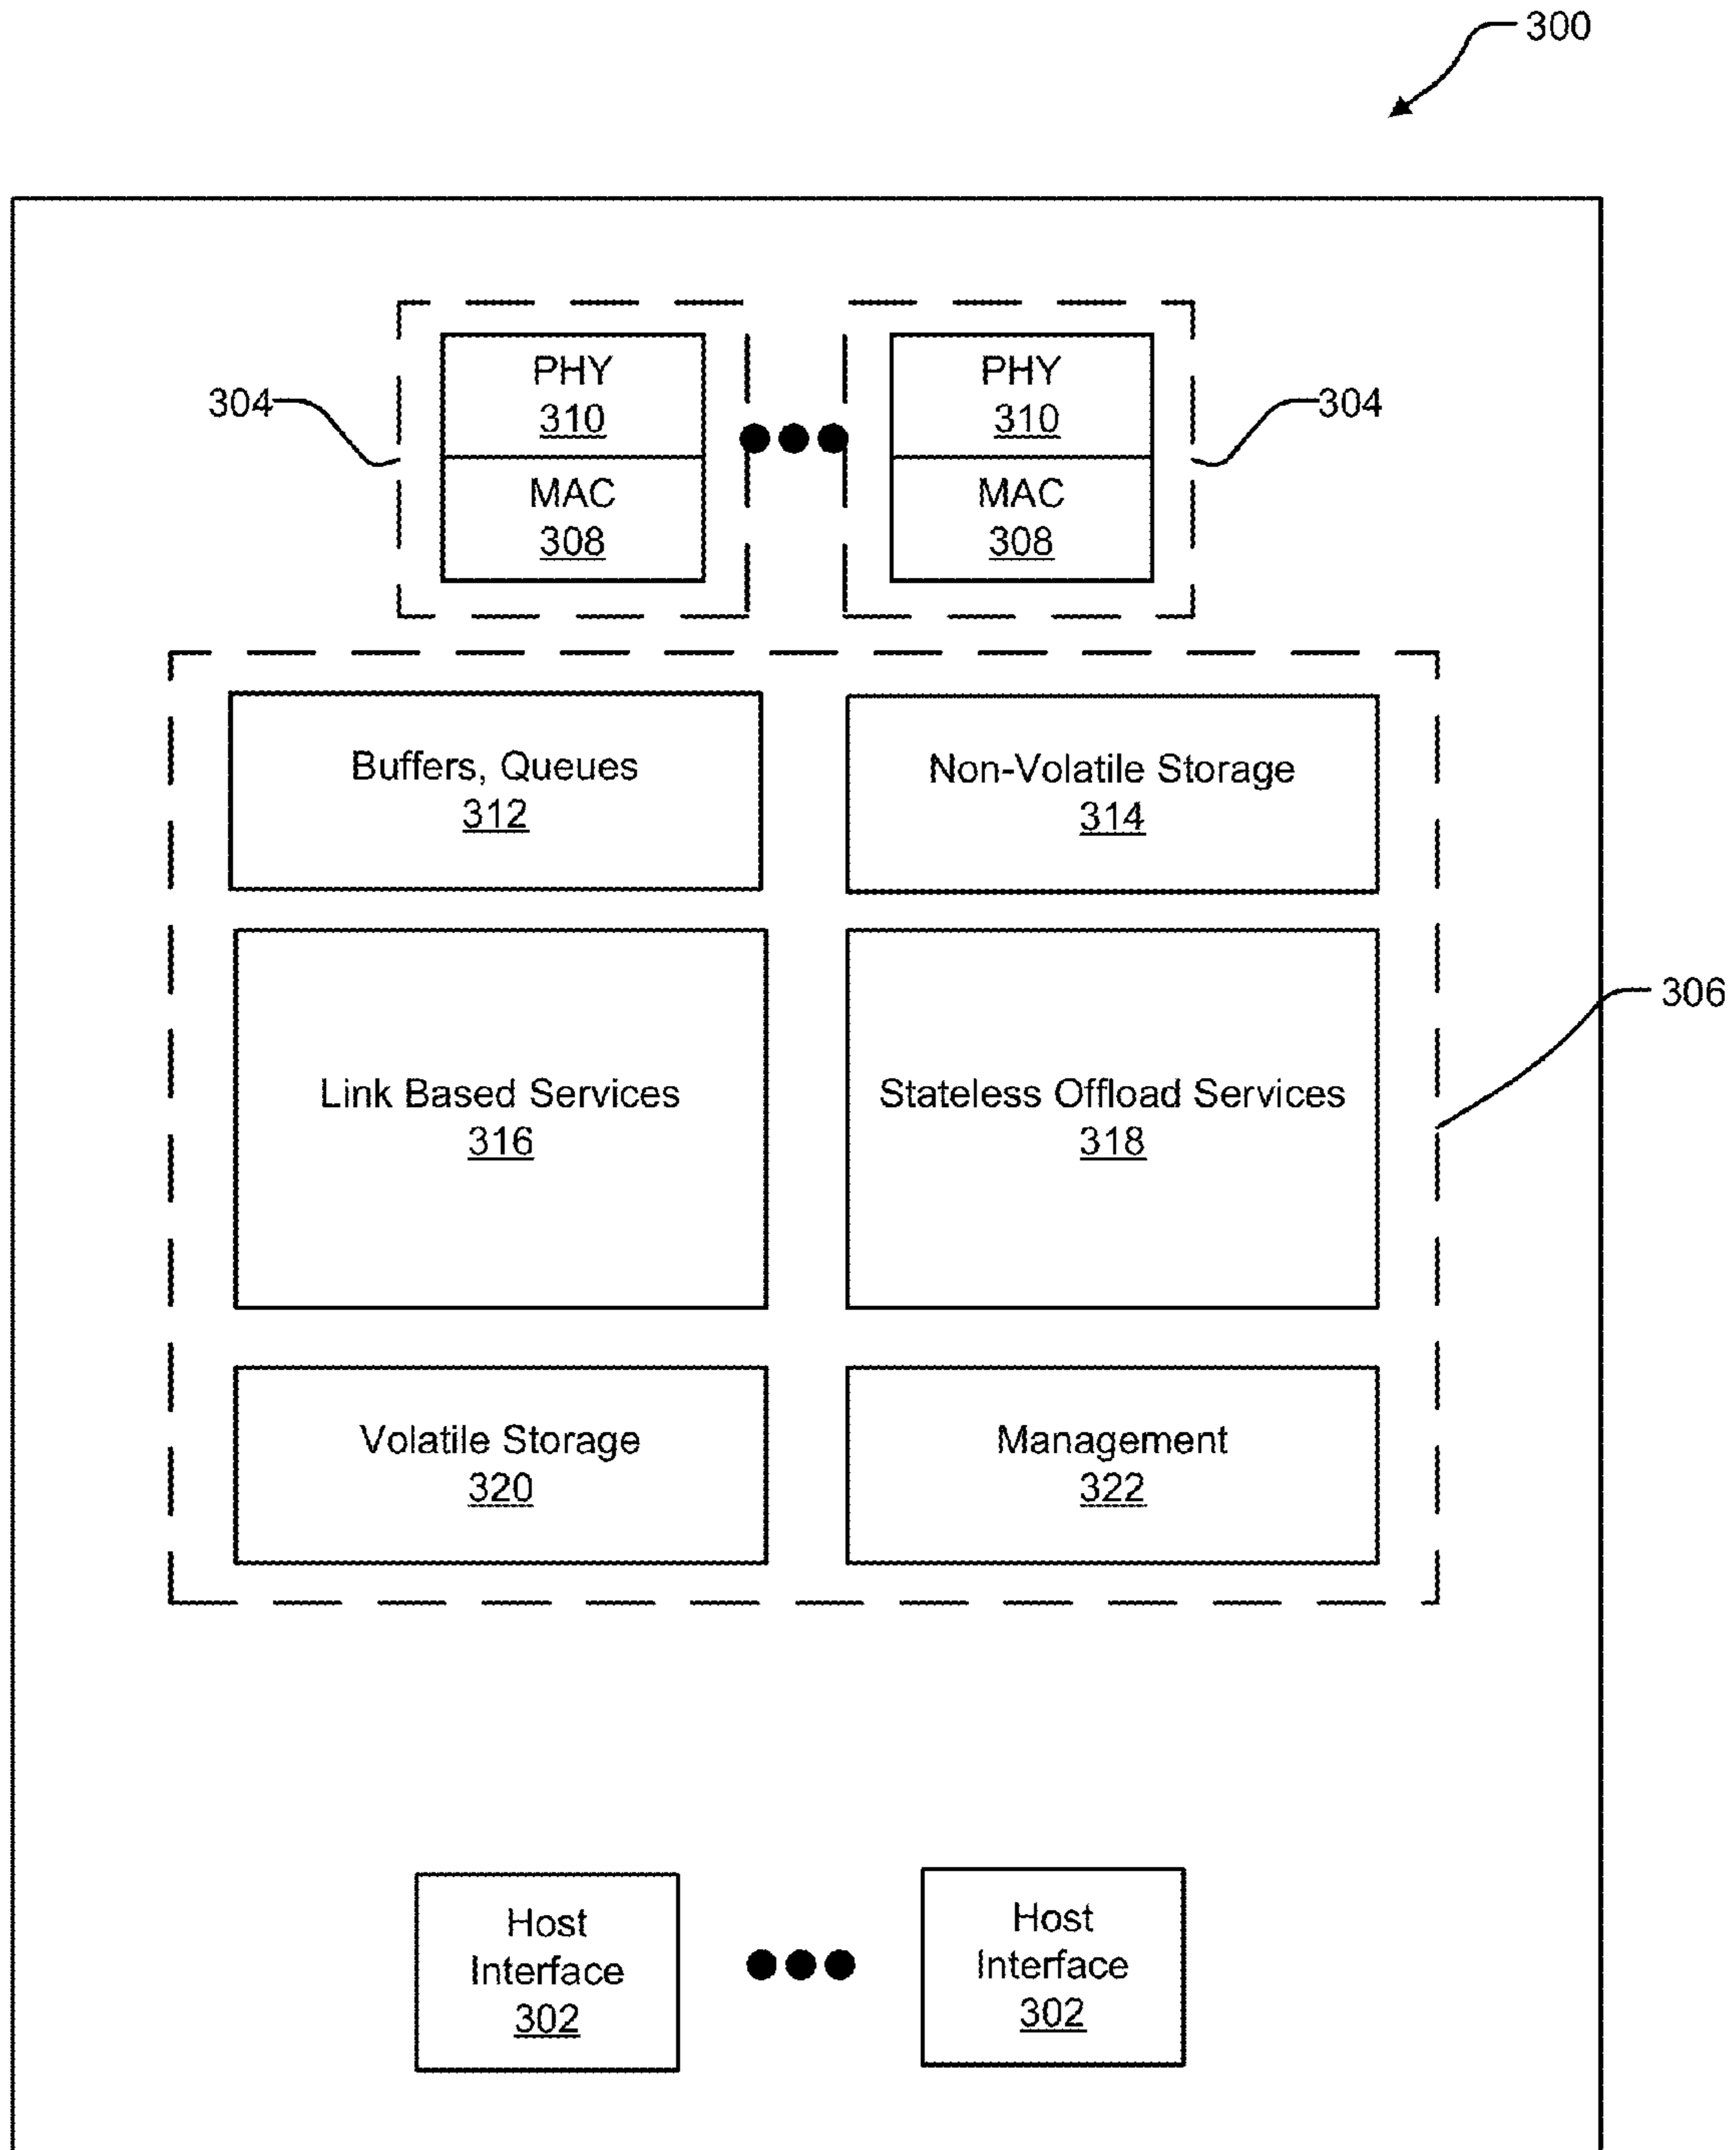 300
PHY
310
MAC
308
PHY
310
MAC
308
304
304
Buffers, Queues
312
Non-Volatile Storage
314
306
Link Based Services
316
Stateless Offload Services
318
Volatile Storage
320
Management
322
Host
Interface
302
Host
Interface
302